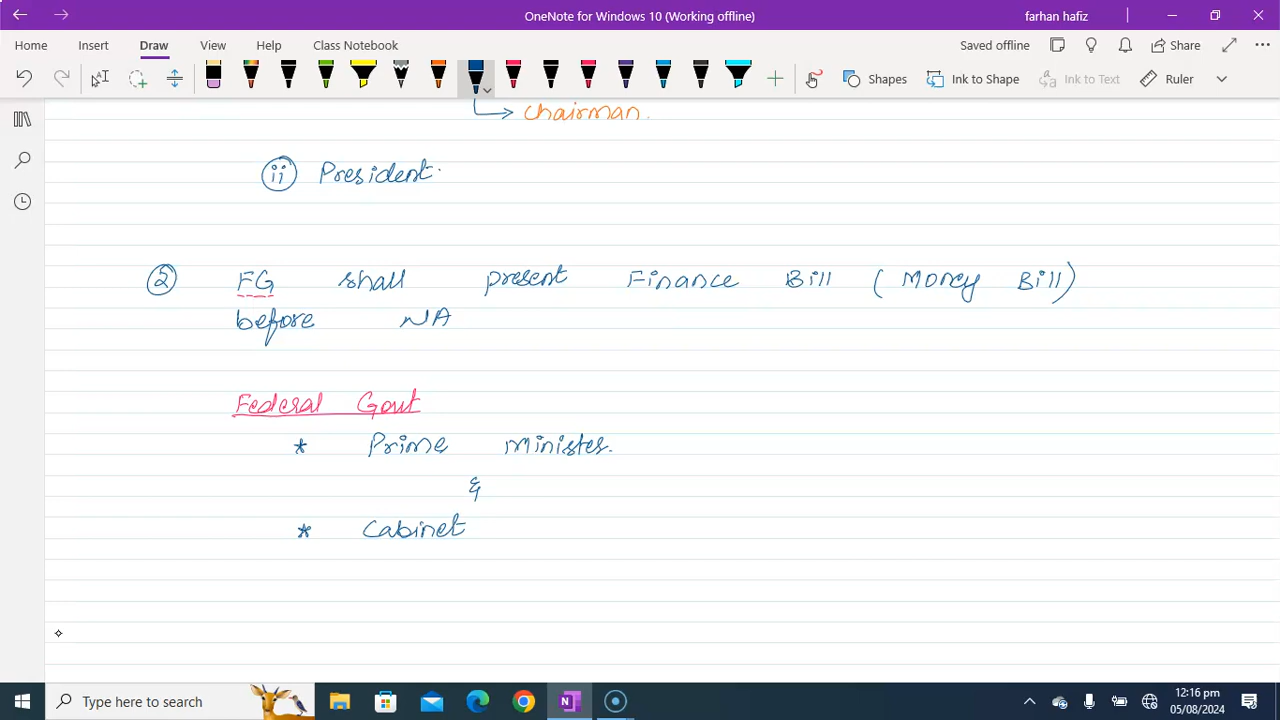 OneNote for Windows 10 (Working offline)
farhan hafiz
Home Insert Draw View Help Class Notebook
Saved offline
Share
Shapes
Ink to Shape
Ink to Text
Ruler
Chairman.
ii President.
2 FG shall present Finance Bill (Money Bill)
before NA
Federal Govt
* Prime Minister.
&
* Cabinet
Type here to search
12:16 pm
05/08/2024